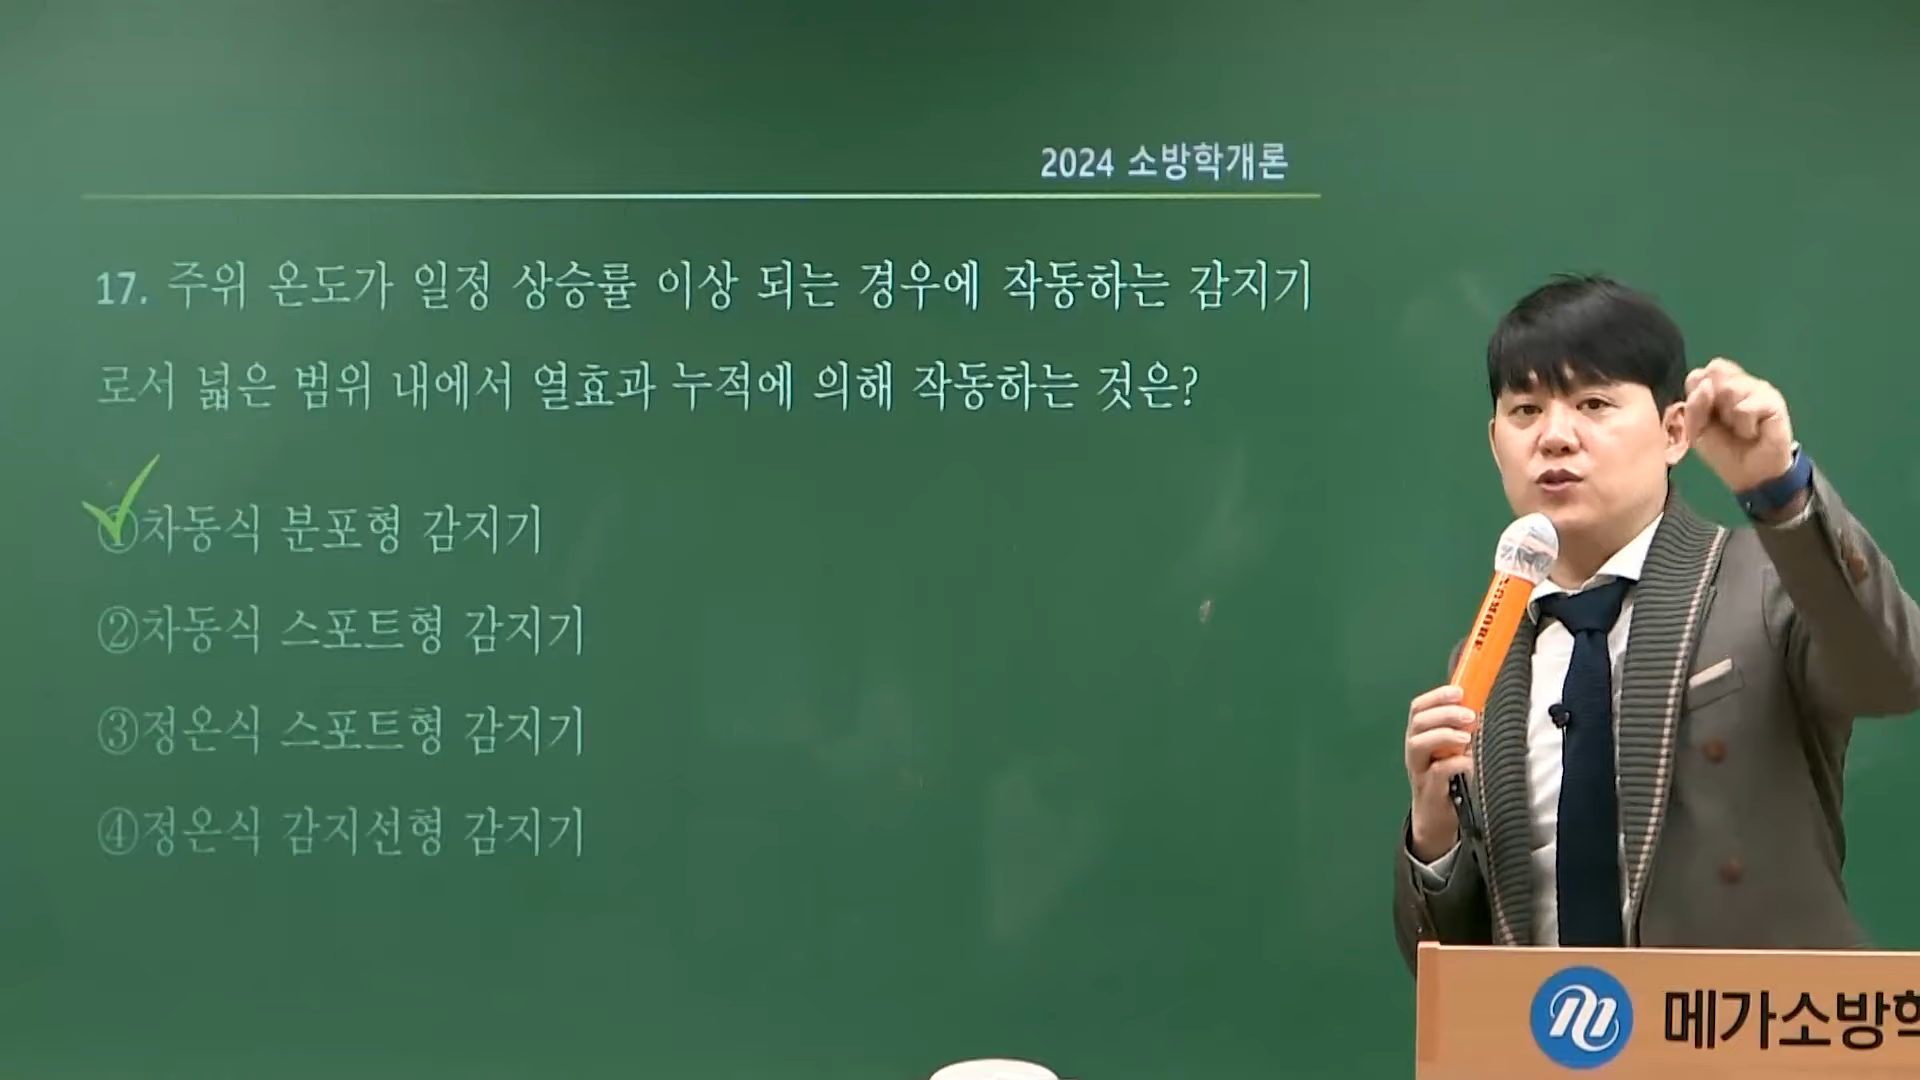 2024 소방학개론
17. 주위 온도가 일정 상승률 이상 되는 경우에 작동하는 감지기
로서 넓은 범위 내에서 열효과 누적에 의해 작동하는 것은?
①차동식 분포형 감지기
②차동식 스포트형 감지기
③정온식 스포트형 감지기
④정온식 감지선형 감지기
메가소방학